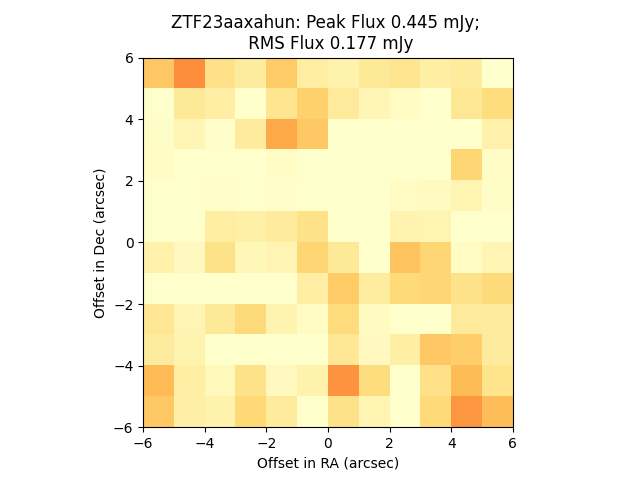 ZTF23aaxahun: Peak Flux 0.445 mJy;
RMS Flux 0.177 mJy
6
4
2
0
−2
−4
−6
Offset in Dec (arcsec)
−6 −4 −2 0 2 4 6
Offset in RA (arcsec)